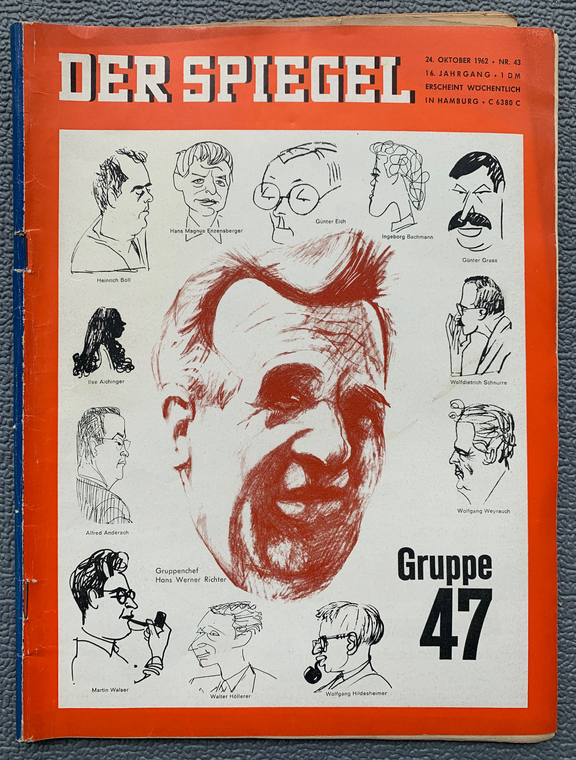 DER SPIEGEL
24. OKTOBER 1962 • NR. 43
16. JAHRGANG • 1 DM
ERSCHEINT WÖCHENTLICH
IN HAMBURG • C 6380 C
Heinrich Böll
Hans Magnus Enzensberger
Günter Eich
Ingeborg Bachmann
Günter Grass
Ilse Aichinger
Wolfdietrich Schnurre
Alfred Andersch
Wolfgang Weyrauch
Gruppenchef
Hans Werner Richter
Gruppe
47
Martin Walser
Walter Höllerer
Wolfgang Hildesheimer